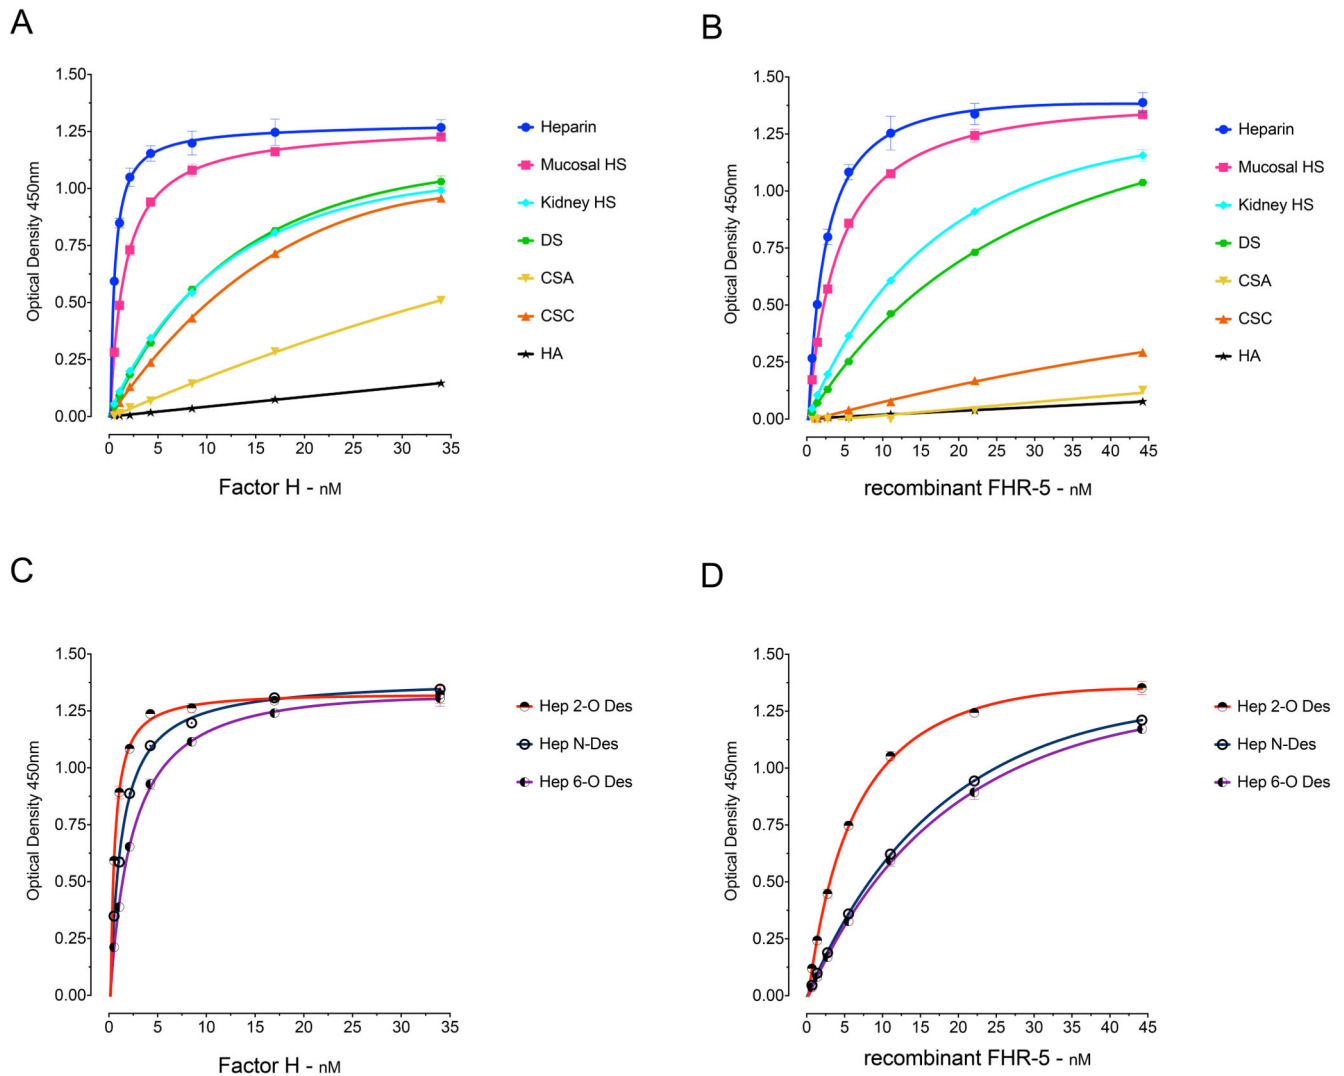 A
1.50
1.25
1.00
0.75
0.50
0.25
0.00
Optical Density 450nm
0 5 10 15 20 25 30 35
Factor H - nM
Heparin
Mucosal HS
Kidney HS
DS
CSA
CSC
HA
B
1.50
1.25
1.00
0.75
0.50
0.25
0.00
Optical Density 450nm
0 5 10 15 20 25 30 35 40 45
recombinant FHR-5 - nM
Heparin
Mucosal HS
Kidney HS
DS
CSA
CSC
HA
C
1.50
1.25
1.00
0.75
0.50
0.25
0.00
Optical Density 450nm
0 5 10 15 20 25 30 35
Factor H - nM
Hep 2-O Des
Hep N-Des
Hep 6-O Des
D
1.50
1.25
1.00
0.75
0.50
0.25
0.00
Optical Density 450nm
0 5 10 15 20 25 30 35 40 45
recombinant FHR-5 - nM
Hep 2-O Des
Hep N-Des
Hep 6-O Des